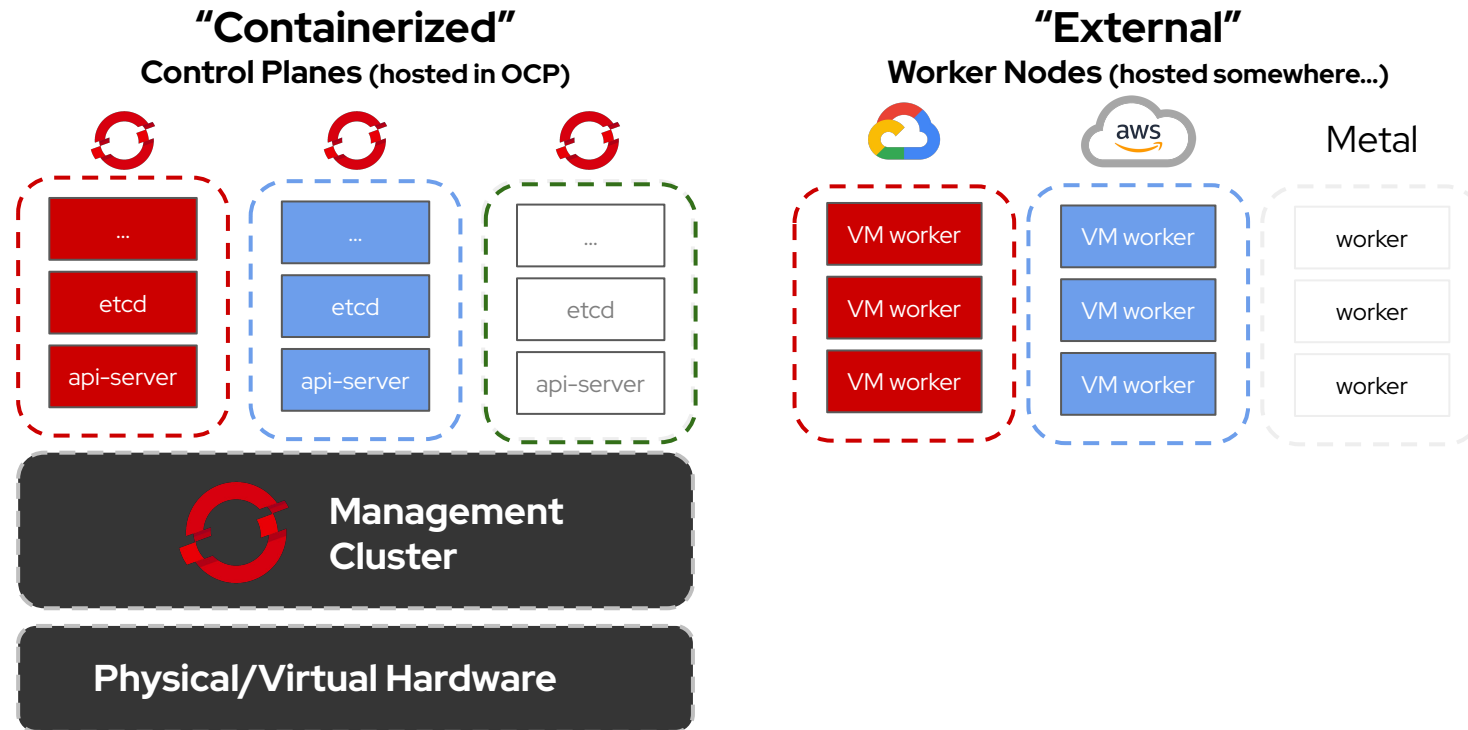 “Containerized”
Control Planes (hosted in OCP)
...
etcd
api-server
...
etcd
api-server
...
etcd
api-server
Management
Cluster
Physical/Virtual Hardware
“External”
Worker Nodes (hosted somewhere...)
aws
Metal
VM worker
VM worker
VM worker
VM worker
VM worker
VM worker
worker
worker
worker